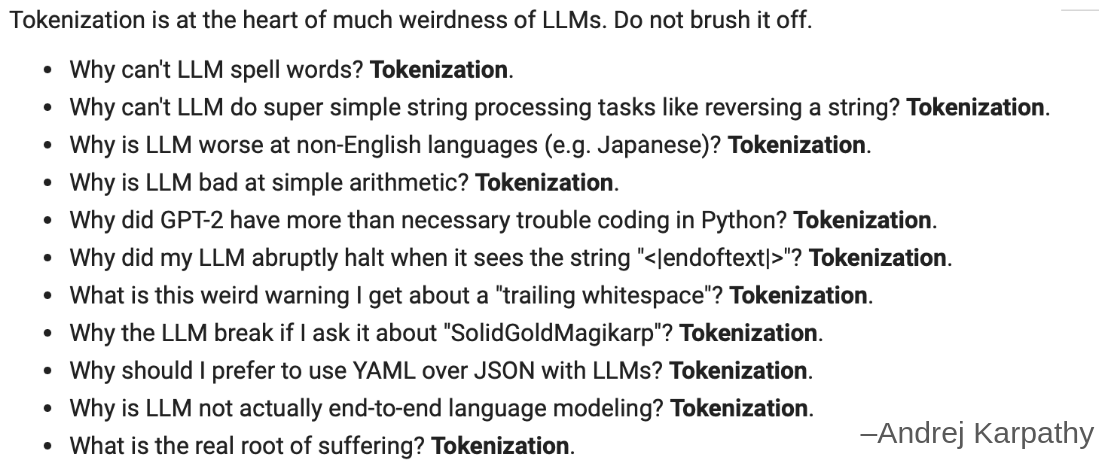 Tokenization is at the heart of much weirdness of LLMs. Do not brush it off.
• Why can't LLM spell words? Tokenization.
• Why can't LLM do super simple string processing tasks like reversing a string? Tokenization.
• Why is LLM worse at non-English languages (e.g. Japanese)? Tokenization.
• Why is LLM bad at simple arithmetic? Tokenization.
• Why did GPT-2 have more than necessary trouble coding in Python? Tokenization.
• Why did my LLM abruptly halt when it sees the string "<|endoftext|>"? Tokenization.
• What is this weird warning I get about a "trailing whitespace"? Tokenization.
• Why the LLM break if I ask it about "SolidGoldMagikarp"? Tokenization.
• Why should I prefer to use YAML over JSON with LLMs? Tokenization.
• Why is LLM not actually end-to-end language modeling? Tokenization.
• What is the real root of suffering? Tokenization.
–Andrej Karpathy